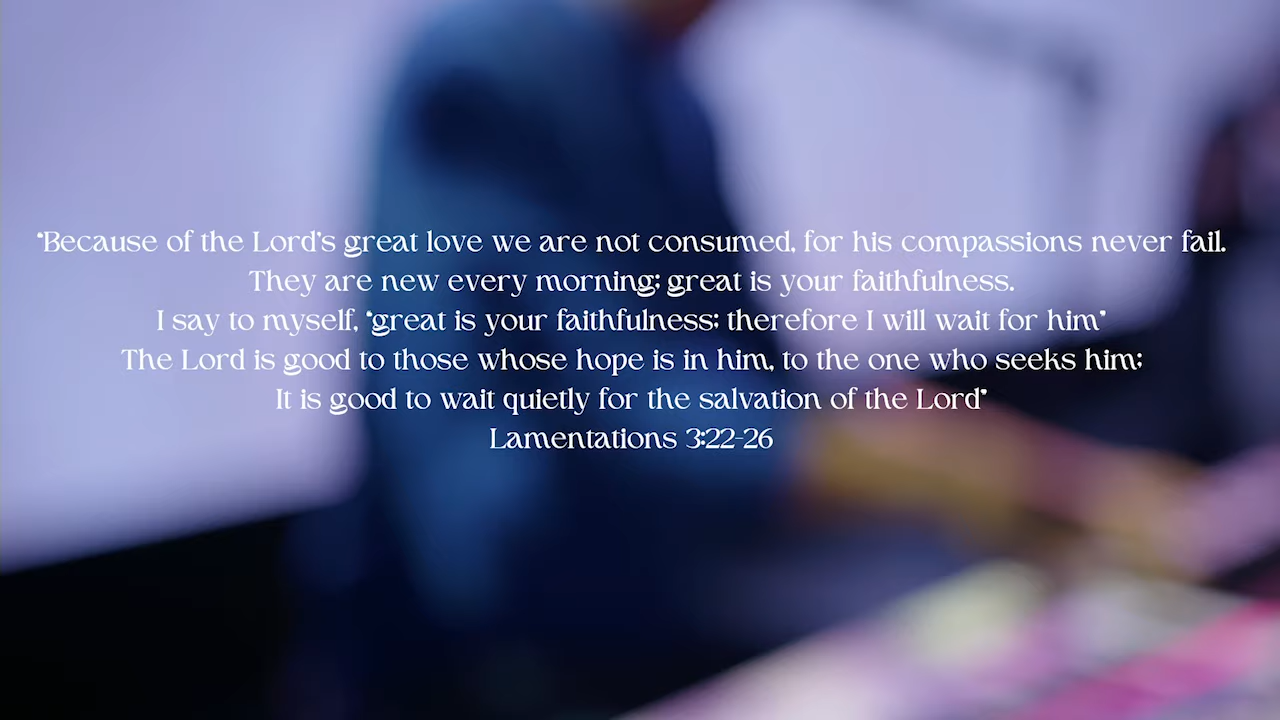 “Because of the Lord’s great love we are not consumed, for his compassions never fail.
They are new every morning; great is your faithfulness.
I say to myself, “great is your faithfulness; therefore I will wait for him”
The Lord is good to those whose hope is in him, to the one who seeks him;
It is good to wait quietly for the salvation of the Lord”
Lamentations 3:22-26